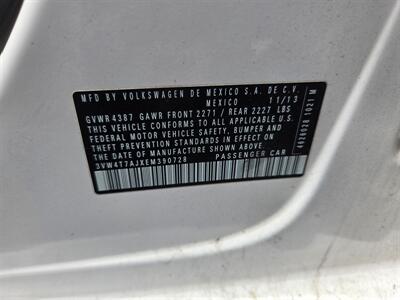 MFD BY VOLKSWAGEN DE MEXICO S.A. DE C.V.
MEXICO 11/13
GVWR 4387 GAWR FRONT 2271 / REAR 2227 LBS
THIS VEHICLE CONFORMS TO ALL APPLICABLE
FEDERAL MOTOR VEHICLE SAFETY, BUMPER AND
THEFT PREVENTION STANDARDS IN EFFECT ON
THE DATE OF MANUFACTURE SHOWN ABOVE.
3VW4T7AJXEM390728 PASSENGER CAR
4028038 1021 M